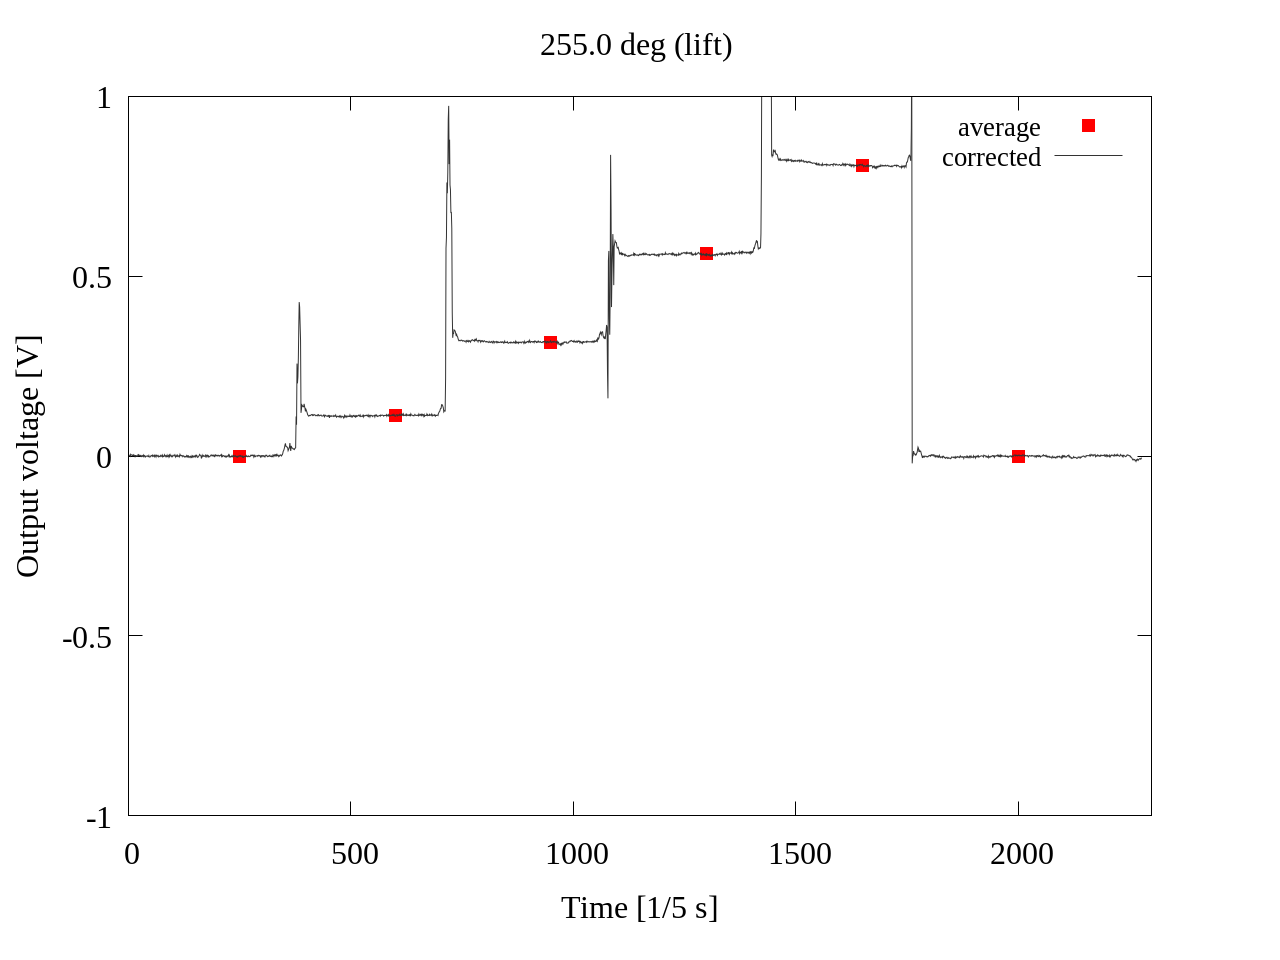 255.0 deg (lift)
1
0.5
0
-0.5
-1
Output voltage [V]
average
corrected
0 500 1000 1500 2000
Time [1/5 s]